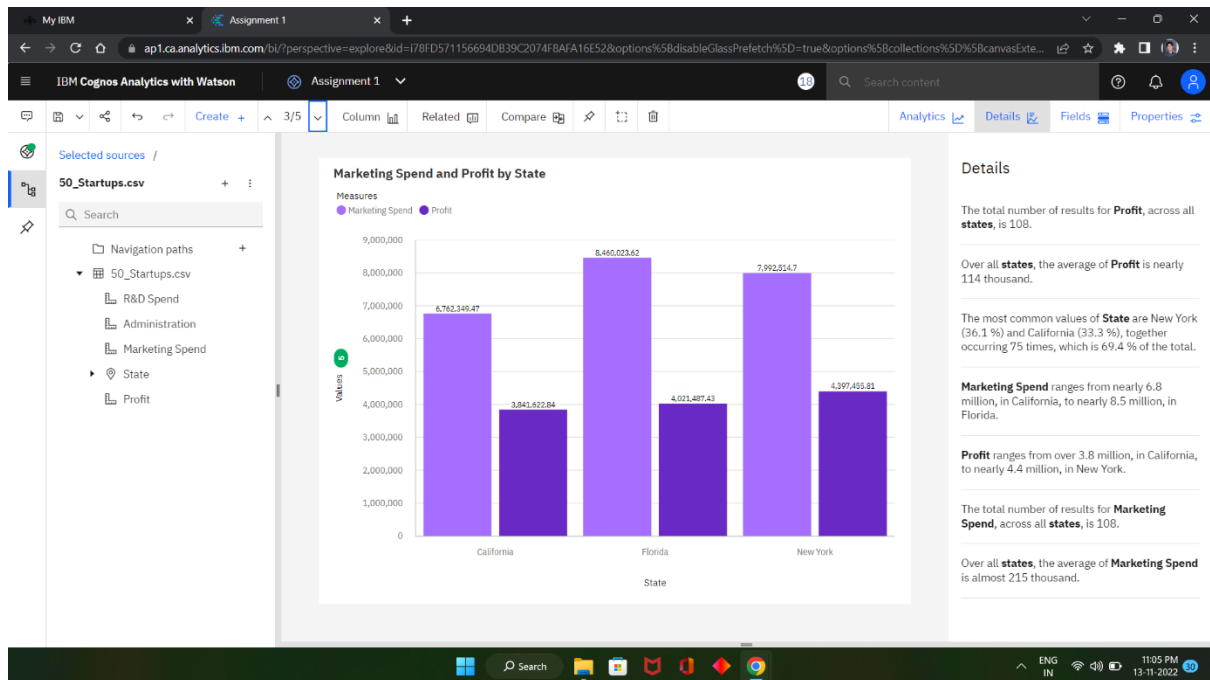 My IBM
Assignment 1
ap1.ca.analytics.ibm.com/bi/?perspective=explore&id=i78FD571156694DB39C2074F8AFA16E52&options%5BdisableGlassPrefetch%5D=true&options%5Bcollections%5D%5BcanvasExte...
IBM Cognos Analytics with Watson
Assignment 1
18
Search content
Create
3/5
Column
Related
Compare
Analytics
Details
Fields
Properties
Selected sources /
50_Startups.csv
Search
Navigation paths
50_Startups.csv
R&D Spend
Administration
Marketing Spend
State
Profit
Marketing Spend and Profit by State
Measures
Marketing Spend Profit
9,000,000
8,000,000
7,000,000
6,000,000
5,000,000
4,000,000
3,000,000
2,000,000
1,000,000
0
Values
5
6,762,349.47
3,841,622.84
8,460,023.62
4,021,487.43
7,992,514.7
4,397,455.81
California
Florida
New York
State
Details
The total number of results for Profit, across all
states, is 108.
Over all states, the average of Profit is nearly
114 thousand.
The most common values of State are New York
(36.1 %) and California (33.3 %), together
occurring 75 times, which is 69.4 % of the total.
Marketing Spend ranges from nearly 6.8
million, in California, to nearly 8.5 million, in
Florida.
Profit ranges from over 3.8 million, in California,
to nearly 4.4 million, in New York.
The total number of results for Marketing
Spend, across all states, is 108.
Over all states, the average of Marketing Spend
is almost 215 thousand.
Search
ENG
IN
11:05 PM
13-11-2022
30